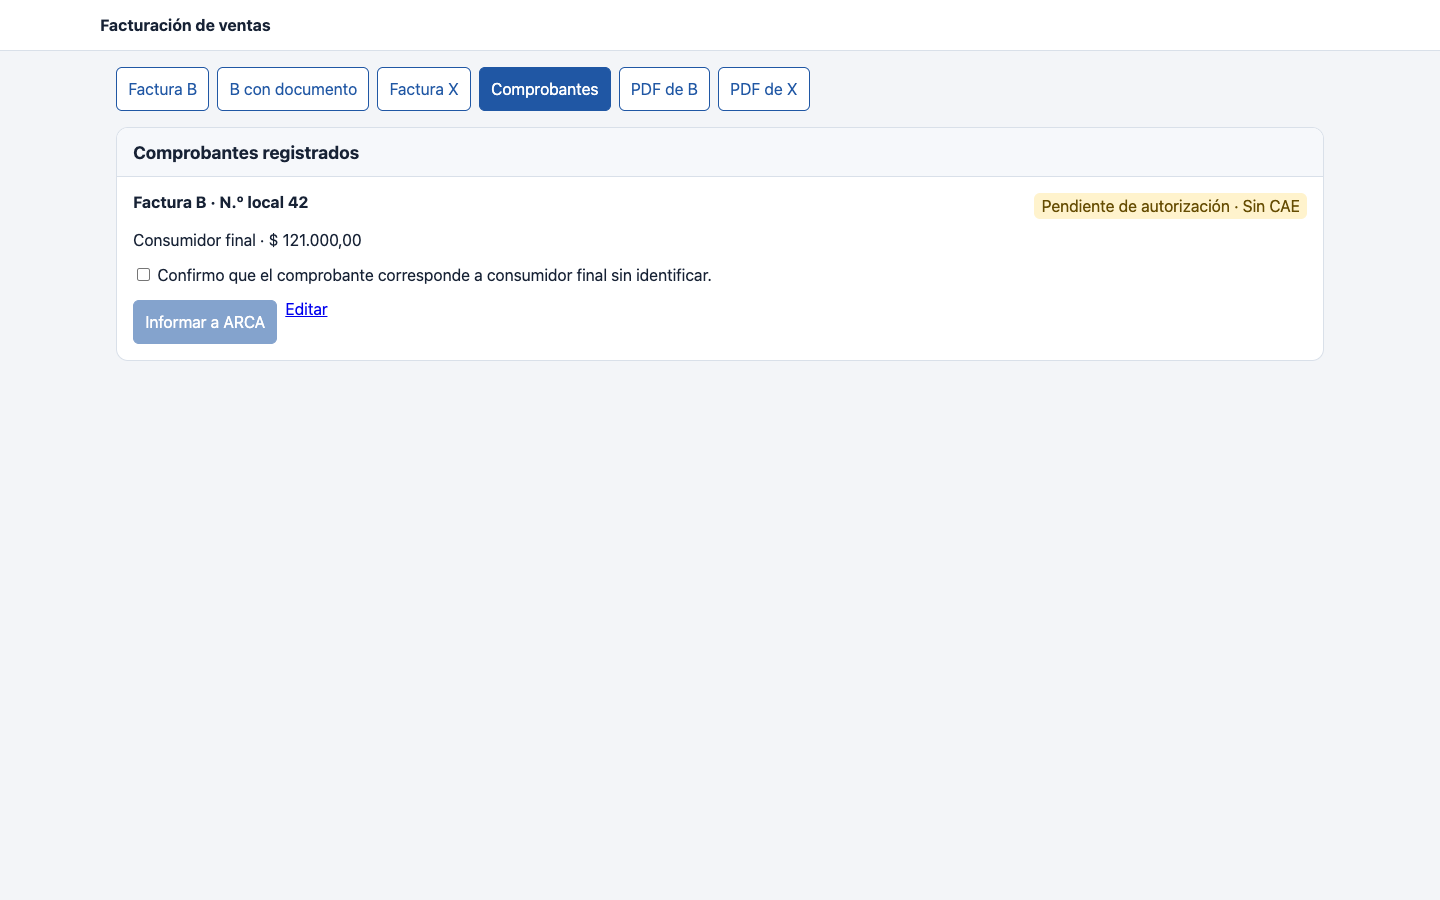 Facturación de ventas
Factura B
B con documento
Factura X
Comprobantes
PDF de B
PDF de X
Comprobantes registrados
Factura B · N.º local 42
Pendiente de autorización · Sin CAE
Consumidor final · $ 121.000,00
Confirmo que el comprobante corresponde a consumidor final sin identificar.
Informar a ARCA
Editar